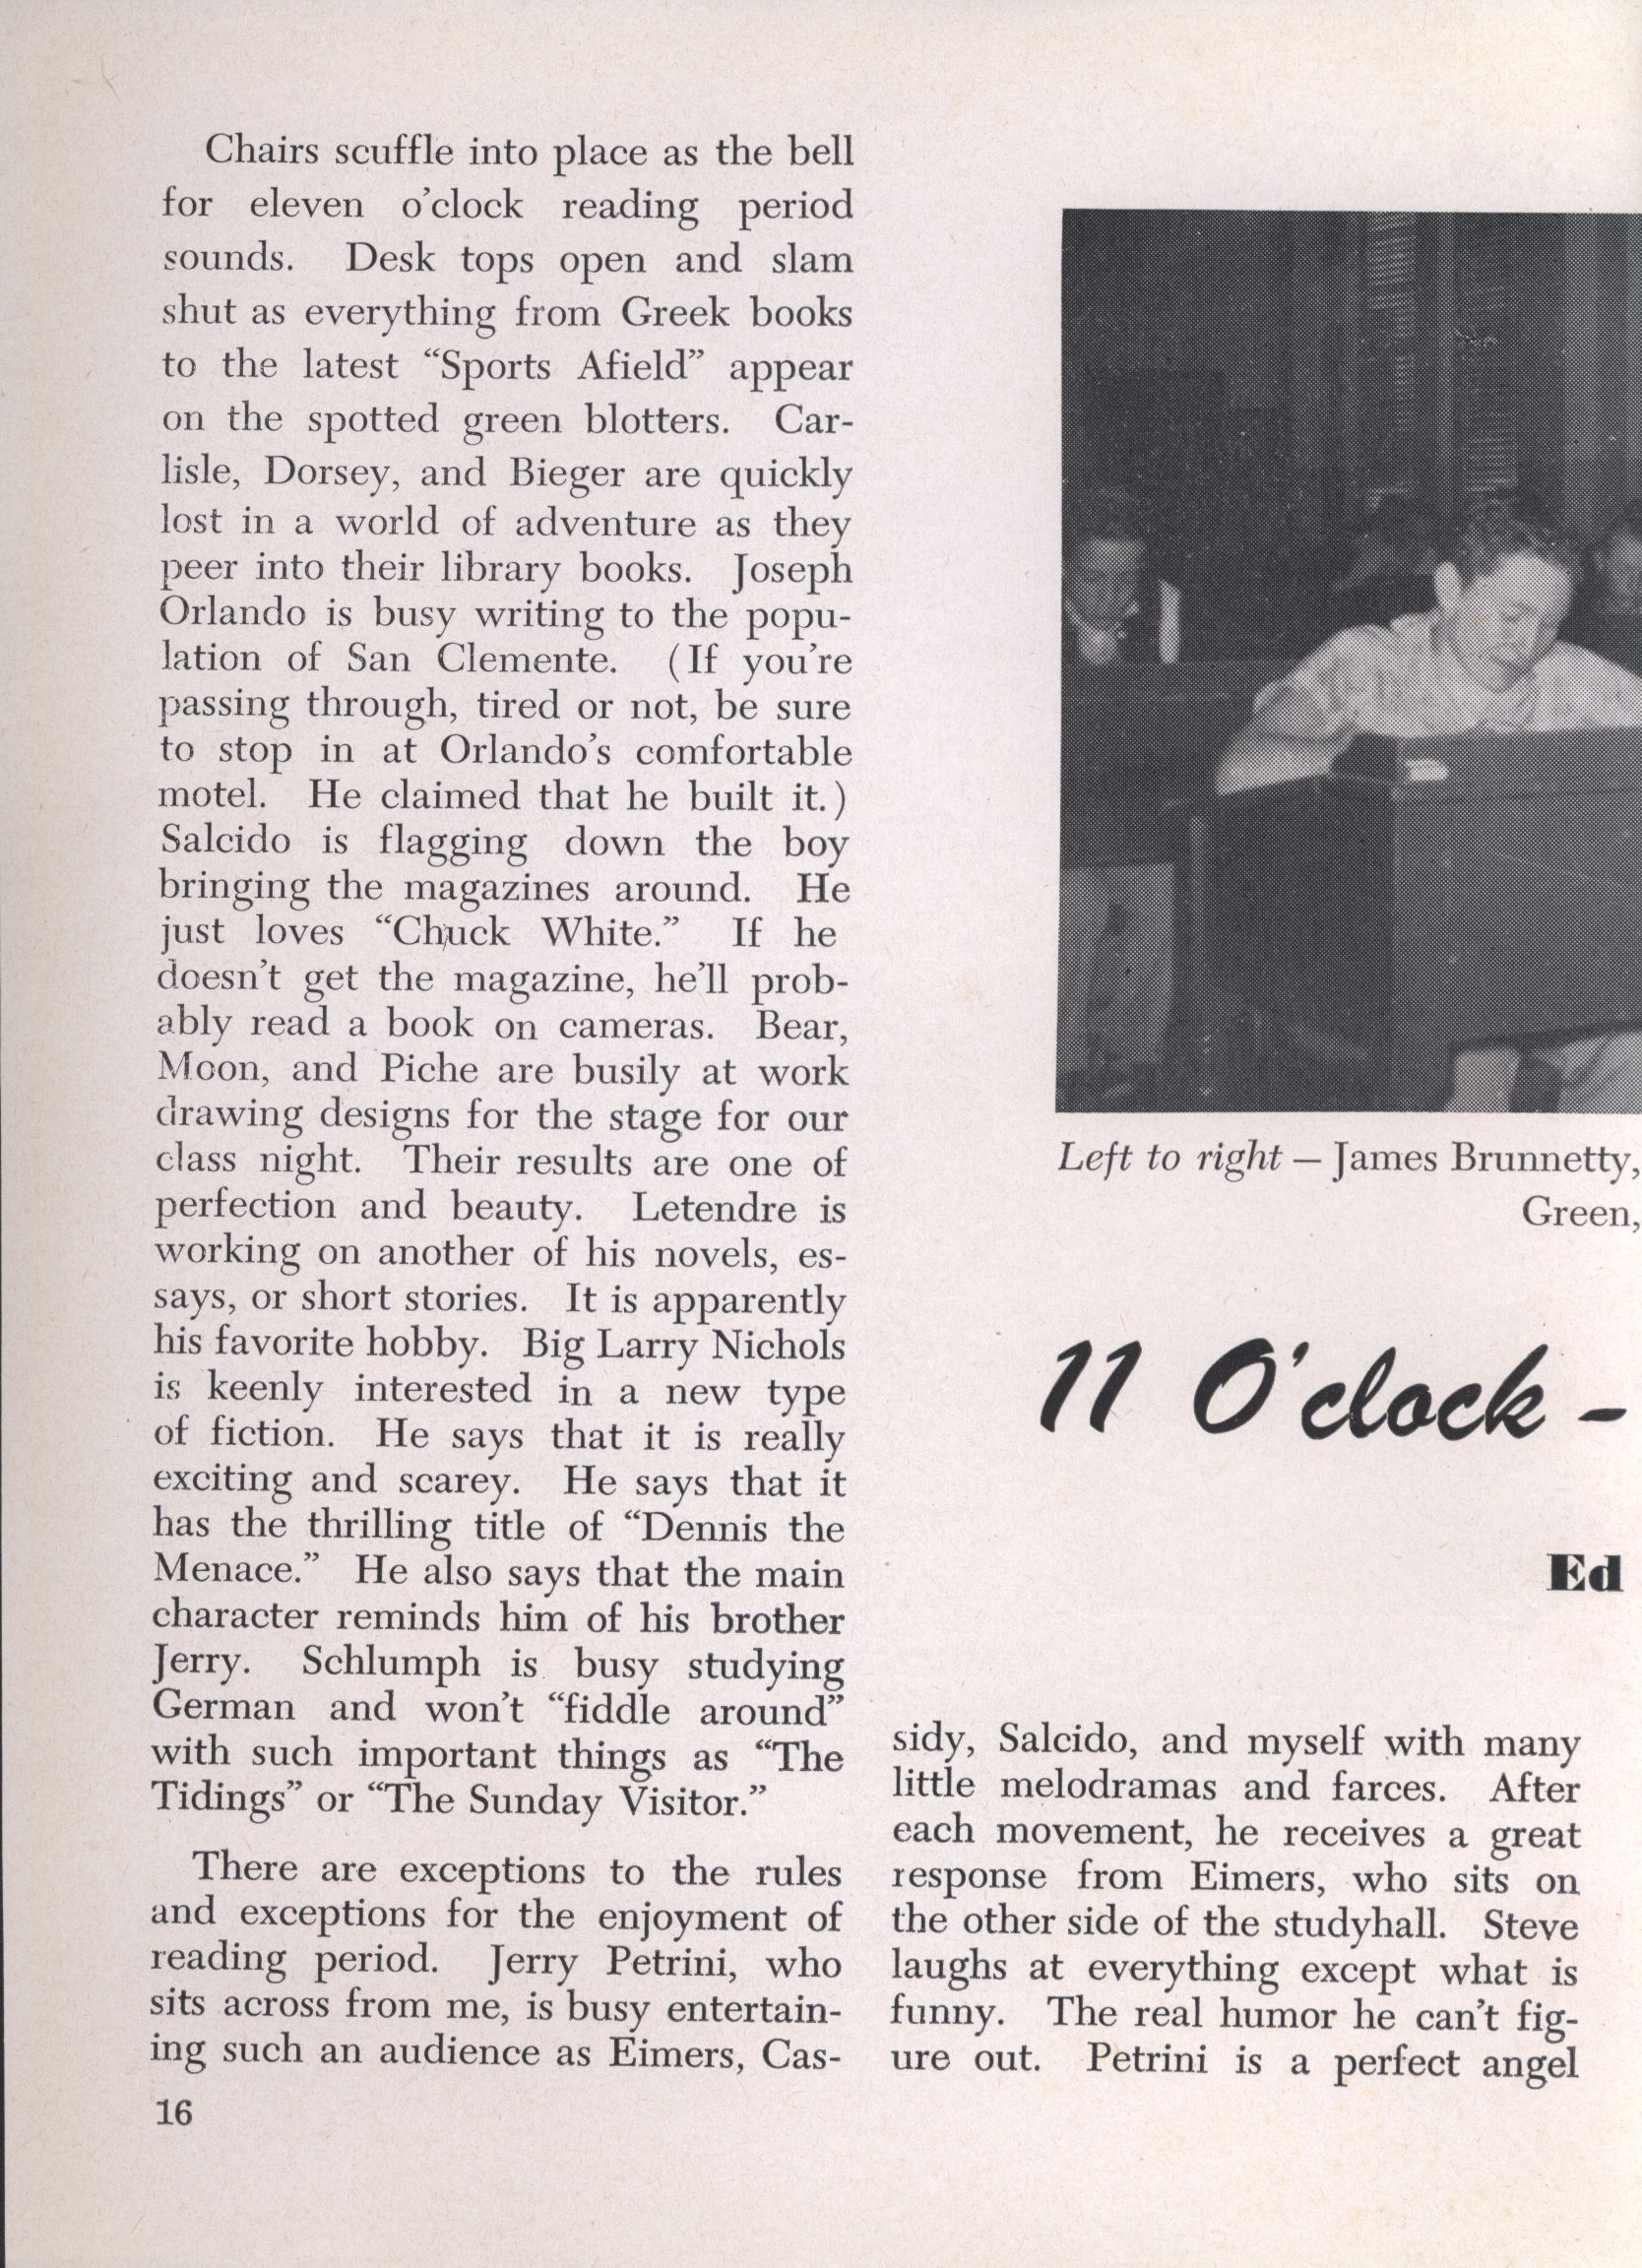 Chairs scuffle into place as the bell
for eleven o'clock reading period
sounds. Desk tops open and slam
shut as everything from Greek books
to the latest “Sports Afield” appear
on the spotted green blotters. Car-
lisle, Dorsey, and Bieger are quickly
lost in a world of adventure as they
peer into their library books. Joseph
Orlando is busy writing to the popu-
lation of San Clemente. (If you're
passing through, tired or not, be sure
to stop in at Orlando's comfortable
motel. He claimed that he built it.)
Salcido is flagging down the boy
bringing the magazines around. He
just loves “Chuck White.” If he
doesn't get the magazine, he'll prob-
ably read a book on cameras. Bear,
Moon, and Piche are busily at work
drawing designs for the stage for our
class night. Their results are one of
perfection and beauty. Letendre is
working on another of his novels, es-
says, or short stories. It is apparently
his favorite hobby. Big Larry Nichols
is keenly interested in a new type
of fiction. He says that it is really
exciting and scarey. He says that it
has the thrilling title of “Dennis the
Menace.” He also says that the main
character reminds him of his brother
Jerry. Schlumph is busy studying
German and won't “fiddle around”
with such important things as “The
Tidings” or “The Sunday Visitor.”
There are exceptions to the rules
and exceptions for the enjoyment of
reading period. Jerry Petrini, who
sits across from me, is busy entertain-
ing such an audience as Eimers, Cas-
16
Left to right — James Brunnetty,
Green,
11 O'clock -
Ed
sidy, Salcido, and myself with many
little melodramas and farces. After
each movement, he receives a great
response from Eimers, who sits on
the other side of the studyhall. Steve
laughs at everything except what is
funny. The real humor he can't fig-
ure out. Petrini is a perfect angel